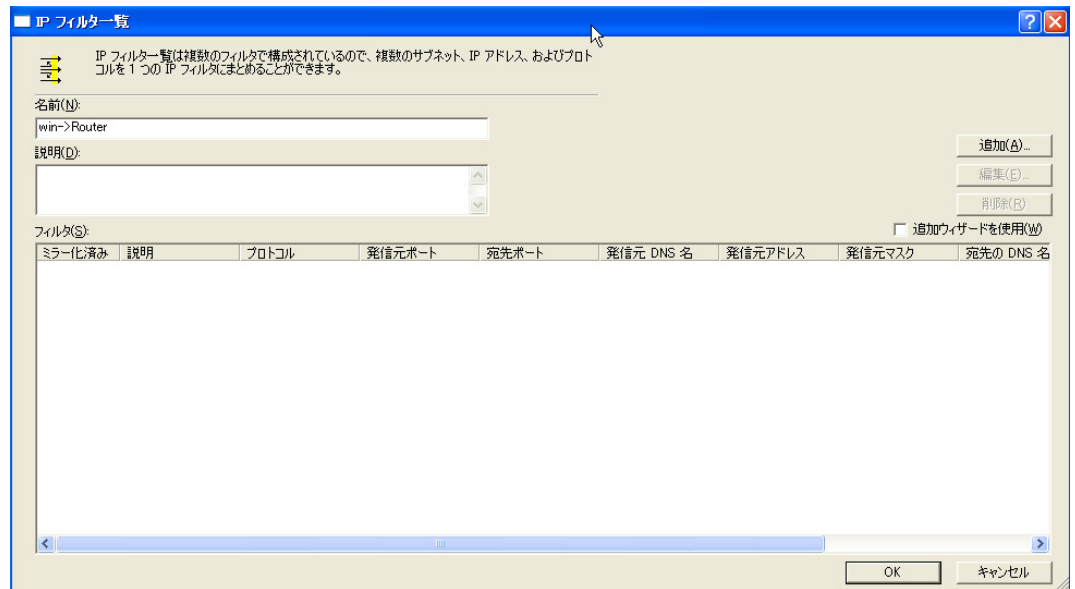 IP フィルタ一覧
IP フィルタ一覧は複数のフィルタで構成されているので、複数のサブネット、IP アドレス、およびプロト
コルを 1 つの IP フィルタにまとめることができます。
名前(N):
win->Router
追加(A)...
説明(D):
編集(E)...
削除(R)
フィルタ(S):
追加ウィザードを使用(W)
ミラー化済み 説明 プロトコル 発信元ポート 宛先ポート 発信元 DNS 名 発信元アドレス 発信元マスク 宛先の DNS 名
OK キャンセル